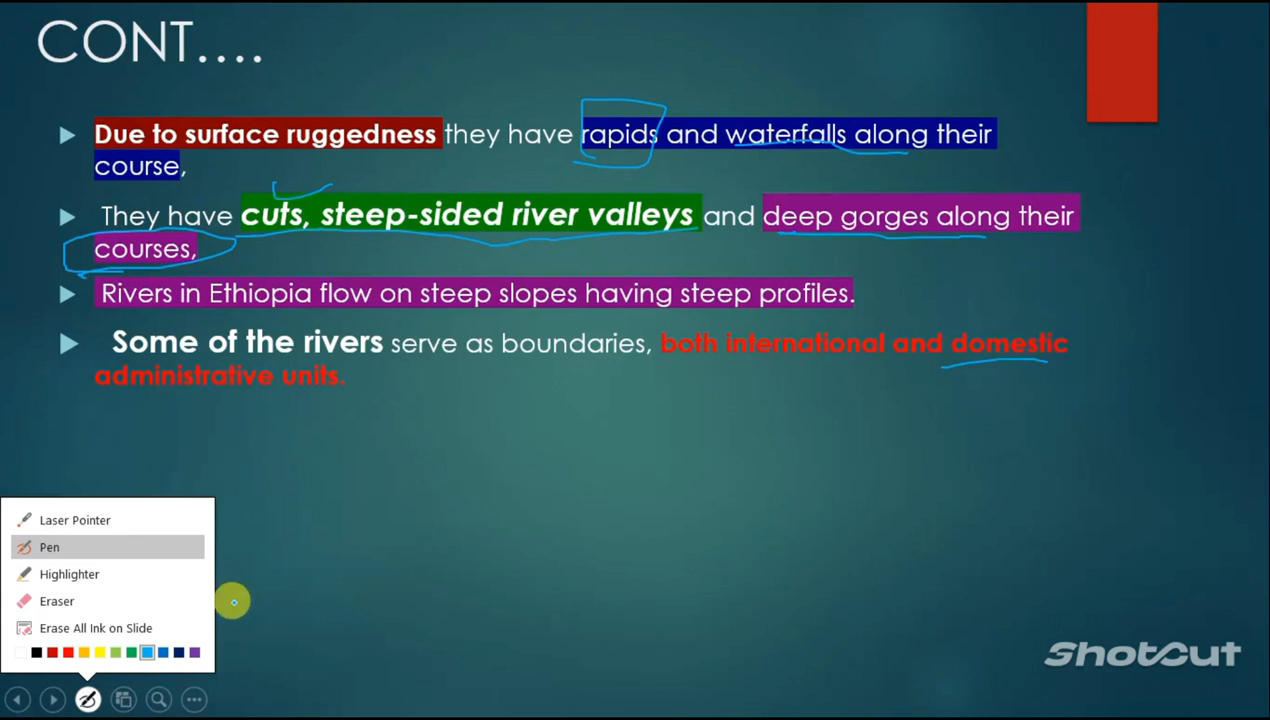 CONT....
Due to surface ruggedness they have rapids and waterfalls along their
course,
They have cuts, steep-sided river valleys and deep gorges along their
courses,
Rivers in Ethiopia flow on steep slopes having steep profiles.
Some of the rivers serve as boundaries, both international and domestic
administrative units.
Laser Pointer
Pen
Highlighter
Eraser
Erase All Ink on Slide
ShotCut